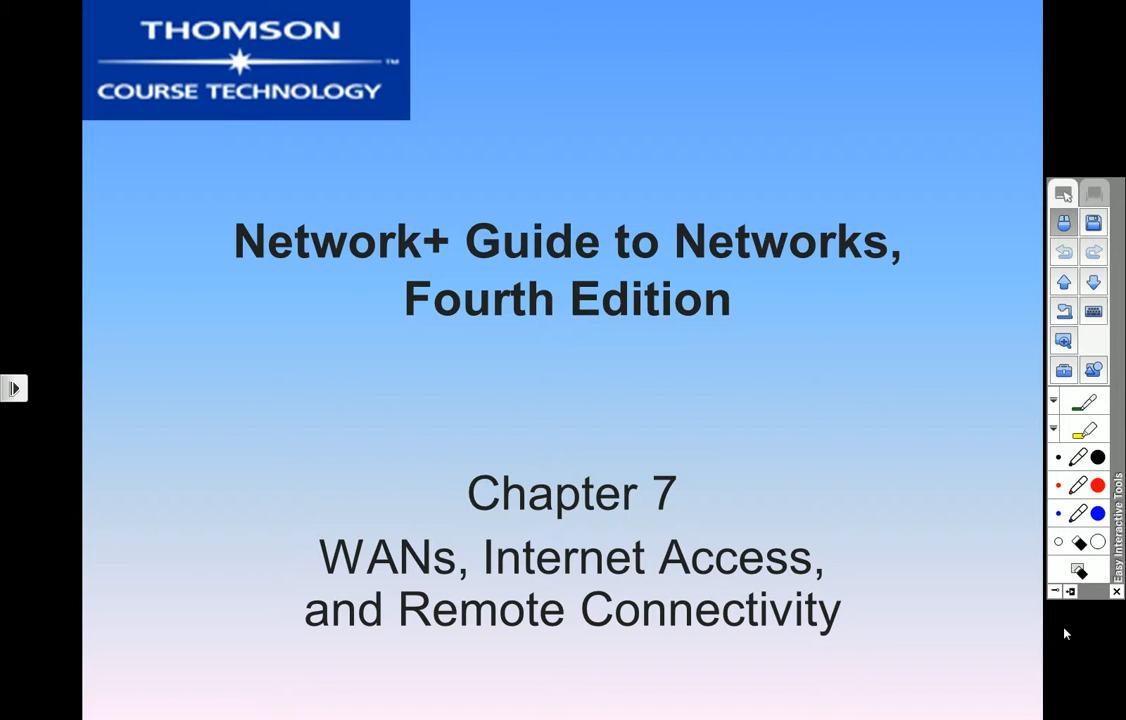 THOMSON
™
COURSE TECHNOLOGY
Network+ Guide to Networks,
Fourth Edition
Chapter 7
WANs, Internet Access,
and Remote Connectivity
Easy Interactive Tools